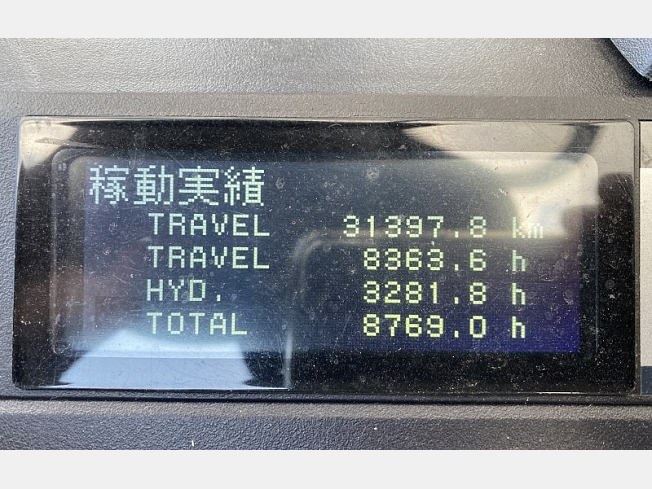 稼動実績
TRAVEL 31397.8 km
TRAVEL 8363.6 h
HYD. 3281.8 h
TOTAL 8769.0 h